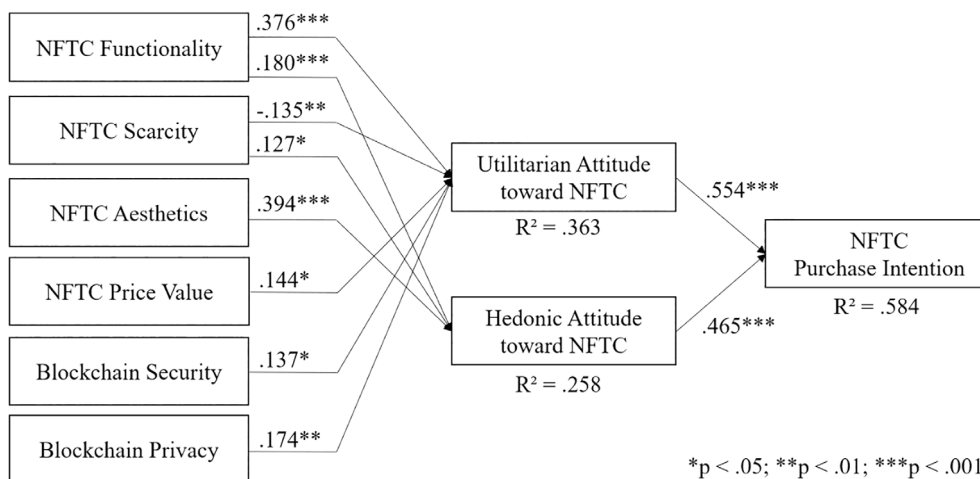 NFTC Functionality
.376***
.180***
NFTC Scarcity
-.135**
.127*
NFTC Aesthetics
.394***
NFTC Price Value
.144*
Blockchain Security
.137*
Blockchain Privacy
.174**
Utilitarian Attitude
toward NFTC
R² = .363
.554***
Hedonic Attitude
toward NFTC
R² = .258
.465***
NFTC
Purchase Intention
R² = .584
*p < .05; **p < .01; ***p < .001